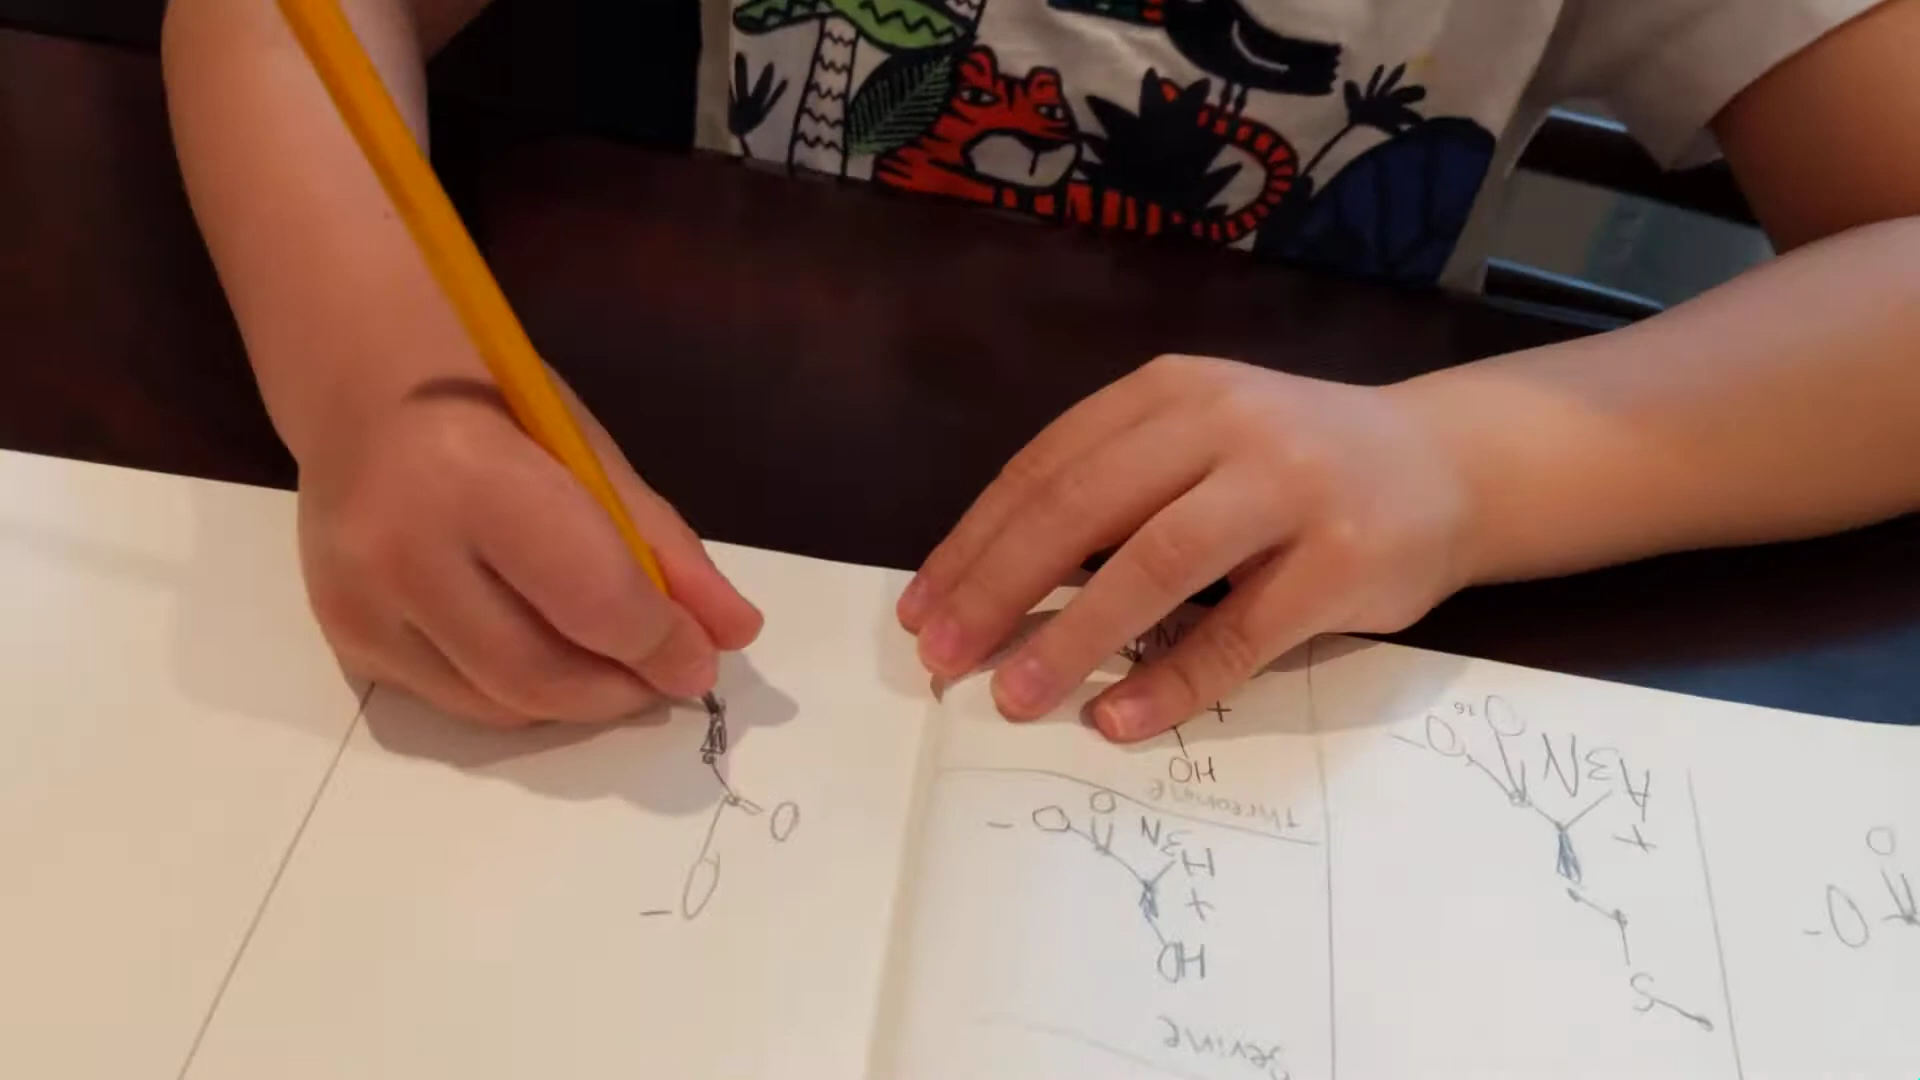 H3N
+
O
O-
S
HO
threonine
O
O-
H3N
+
HO
Serine
O
O-
O
O-